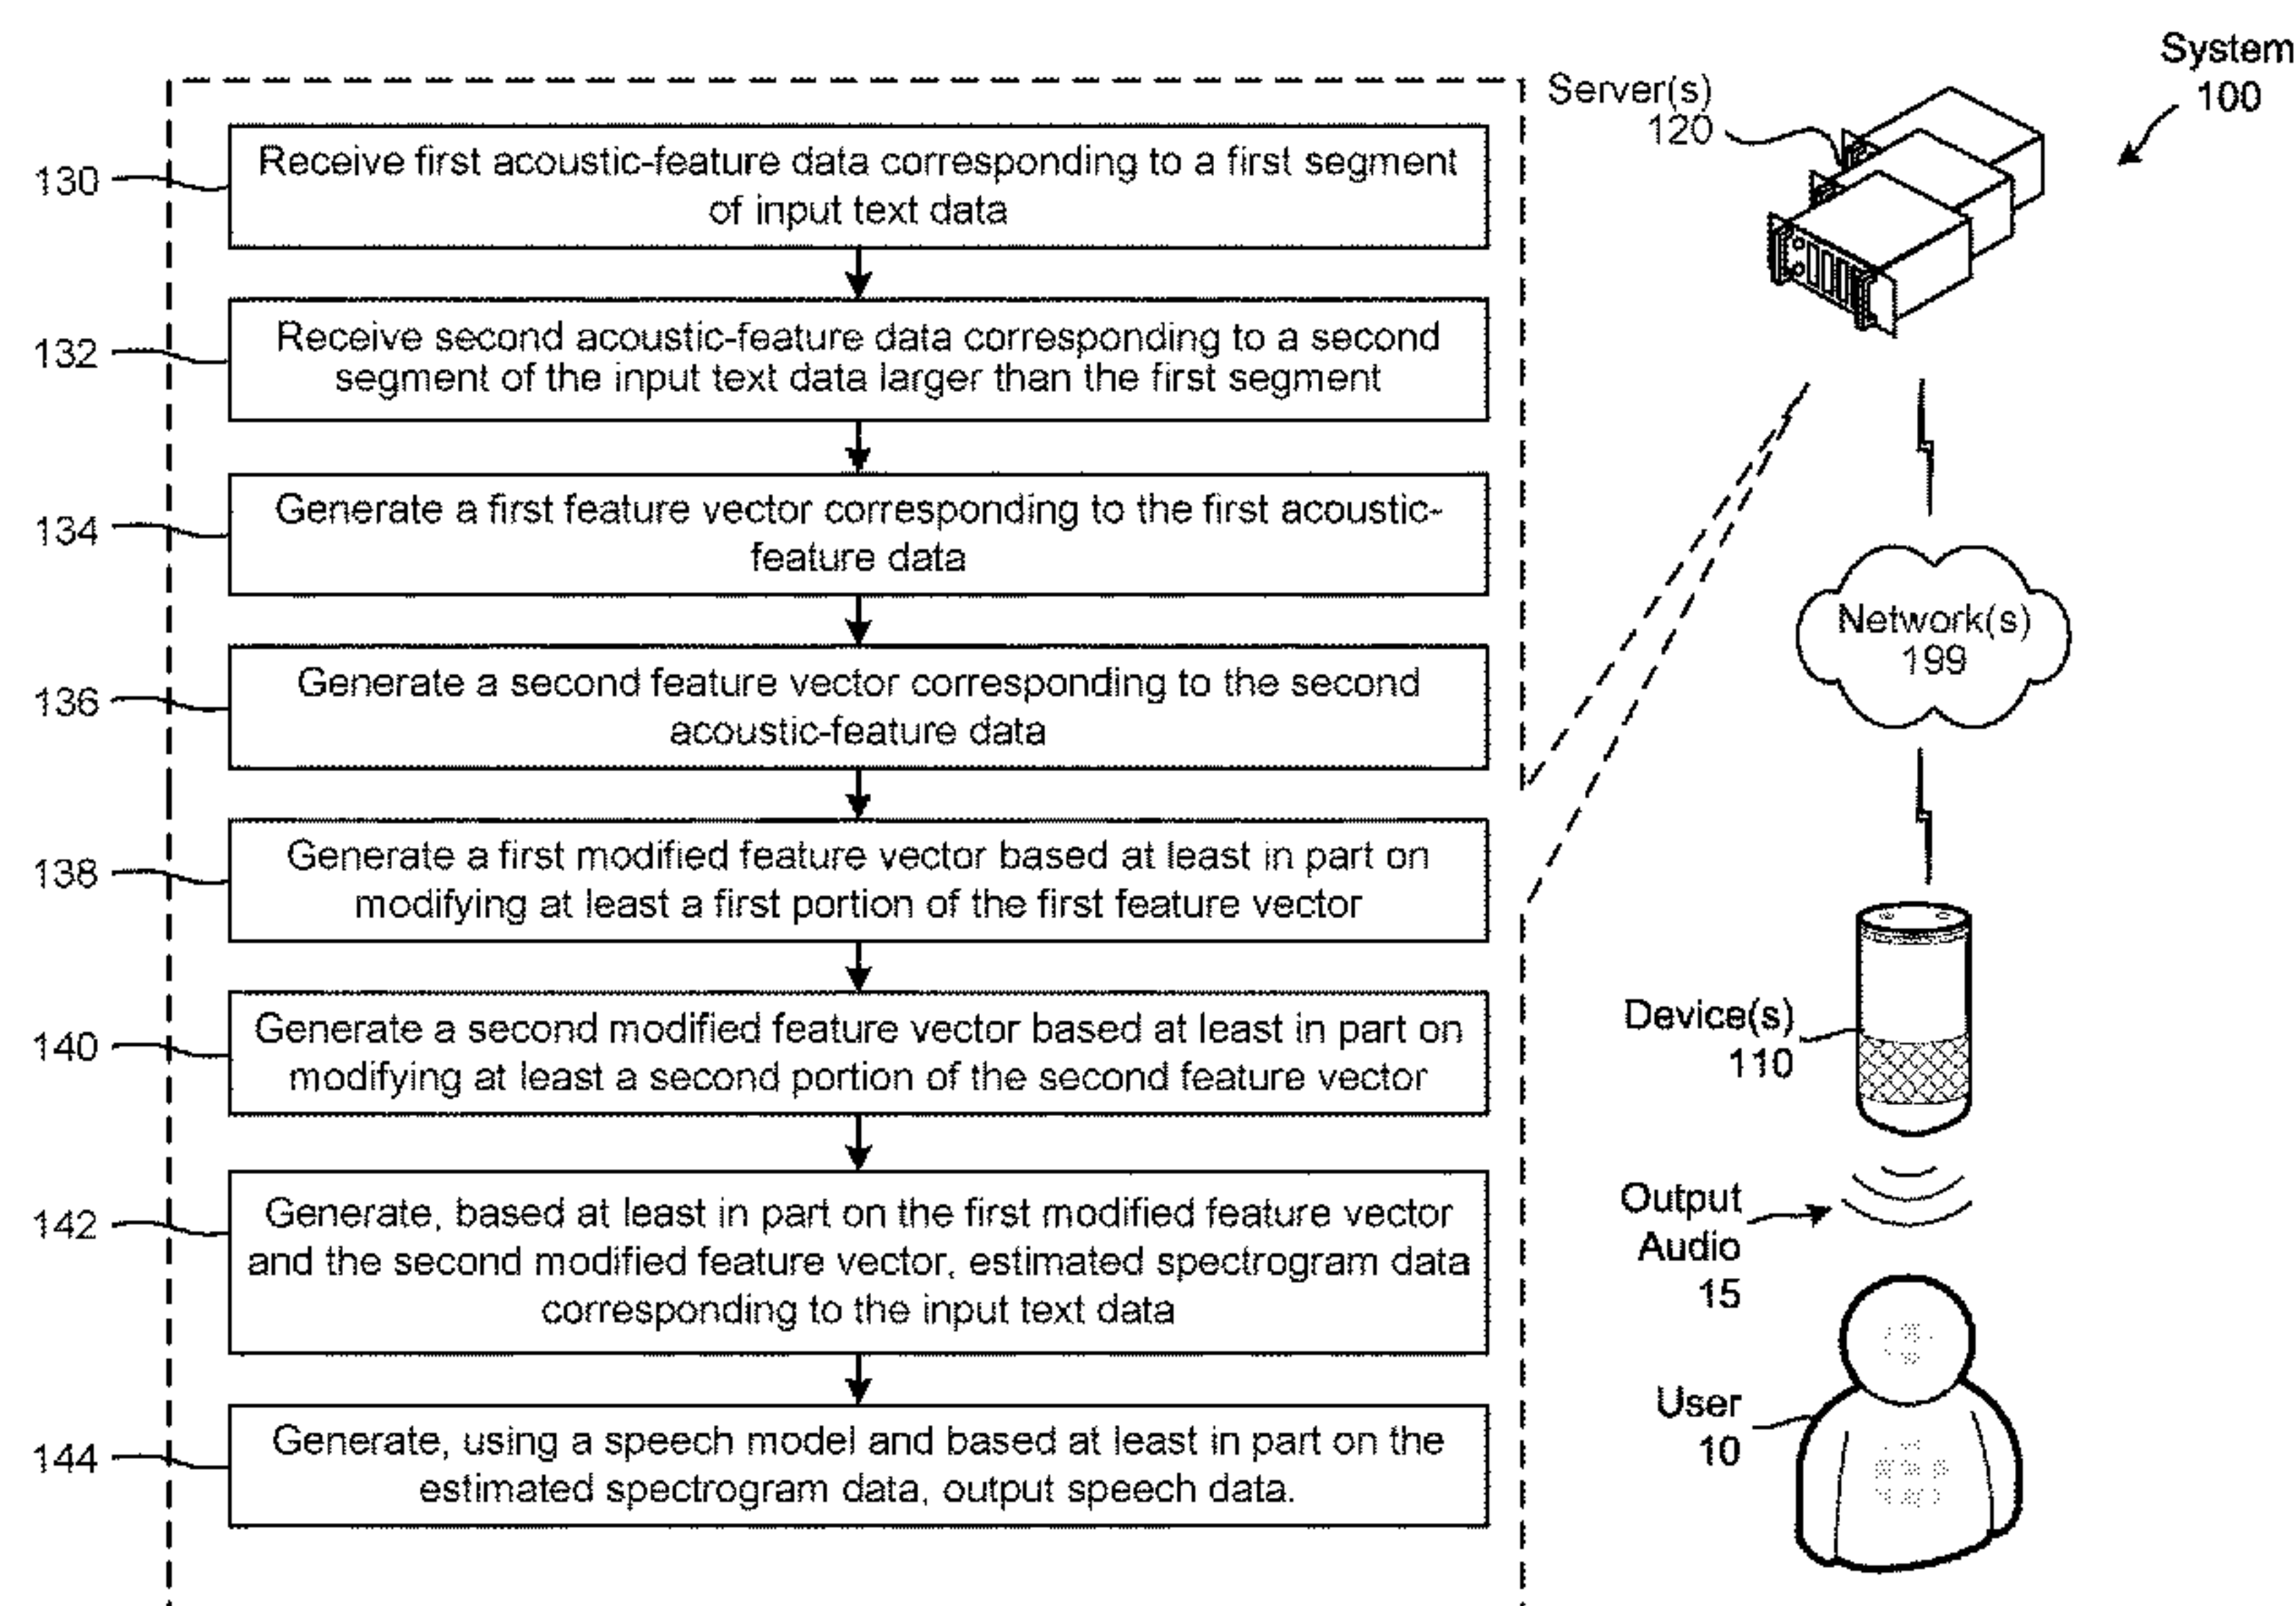 System
100
Server(s)
120
130
Receive first acoustic-feature data corresponding to a first segment
of input text data
132
Receive second acoustic-feature data corresponding to a second
segment of the input text data larger than the first segment
134
Generate a first feature vector corresponding to the first acoustic-
feature data
136
Generate a second feature vector corresponding to the second
acoustic-feature data
138
Generate a first modified feature vector based at least in part on
modifying at least a first portion of the first feature vector
140
Generate a second modified feature vector based at least in part on
modifying at least a second portion of the second feature vector
142
Generate, based at least in part on the first modified feature vector
and the second modified feature vector, estimated spectrogram data
corresponding to the input text data
144
Generate, using a speech model and based at least in part on the
estimated spectrogram data, output speech data.
Network(s)
199
Device(s)
110
Output
Audio
15
User
10